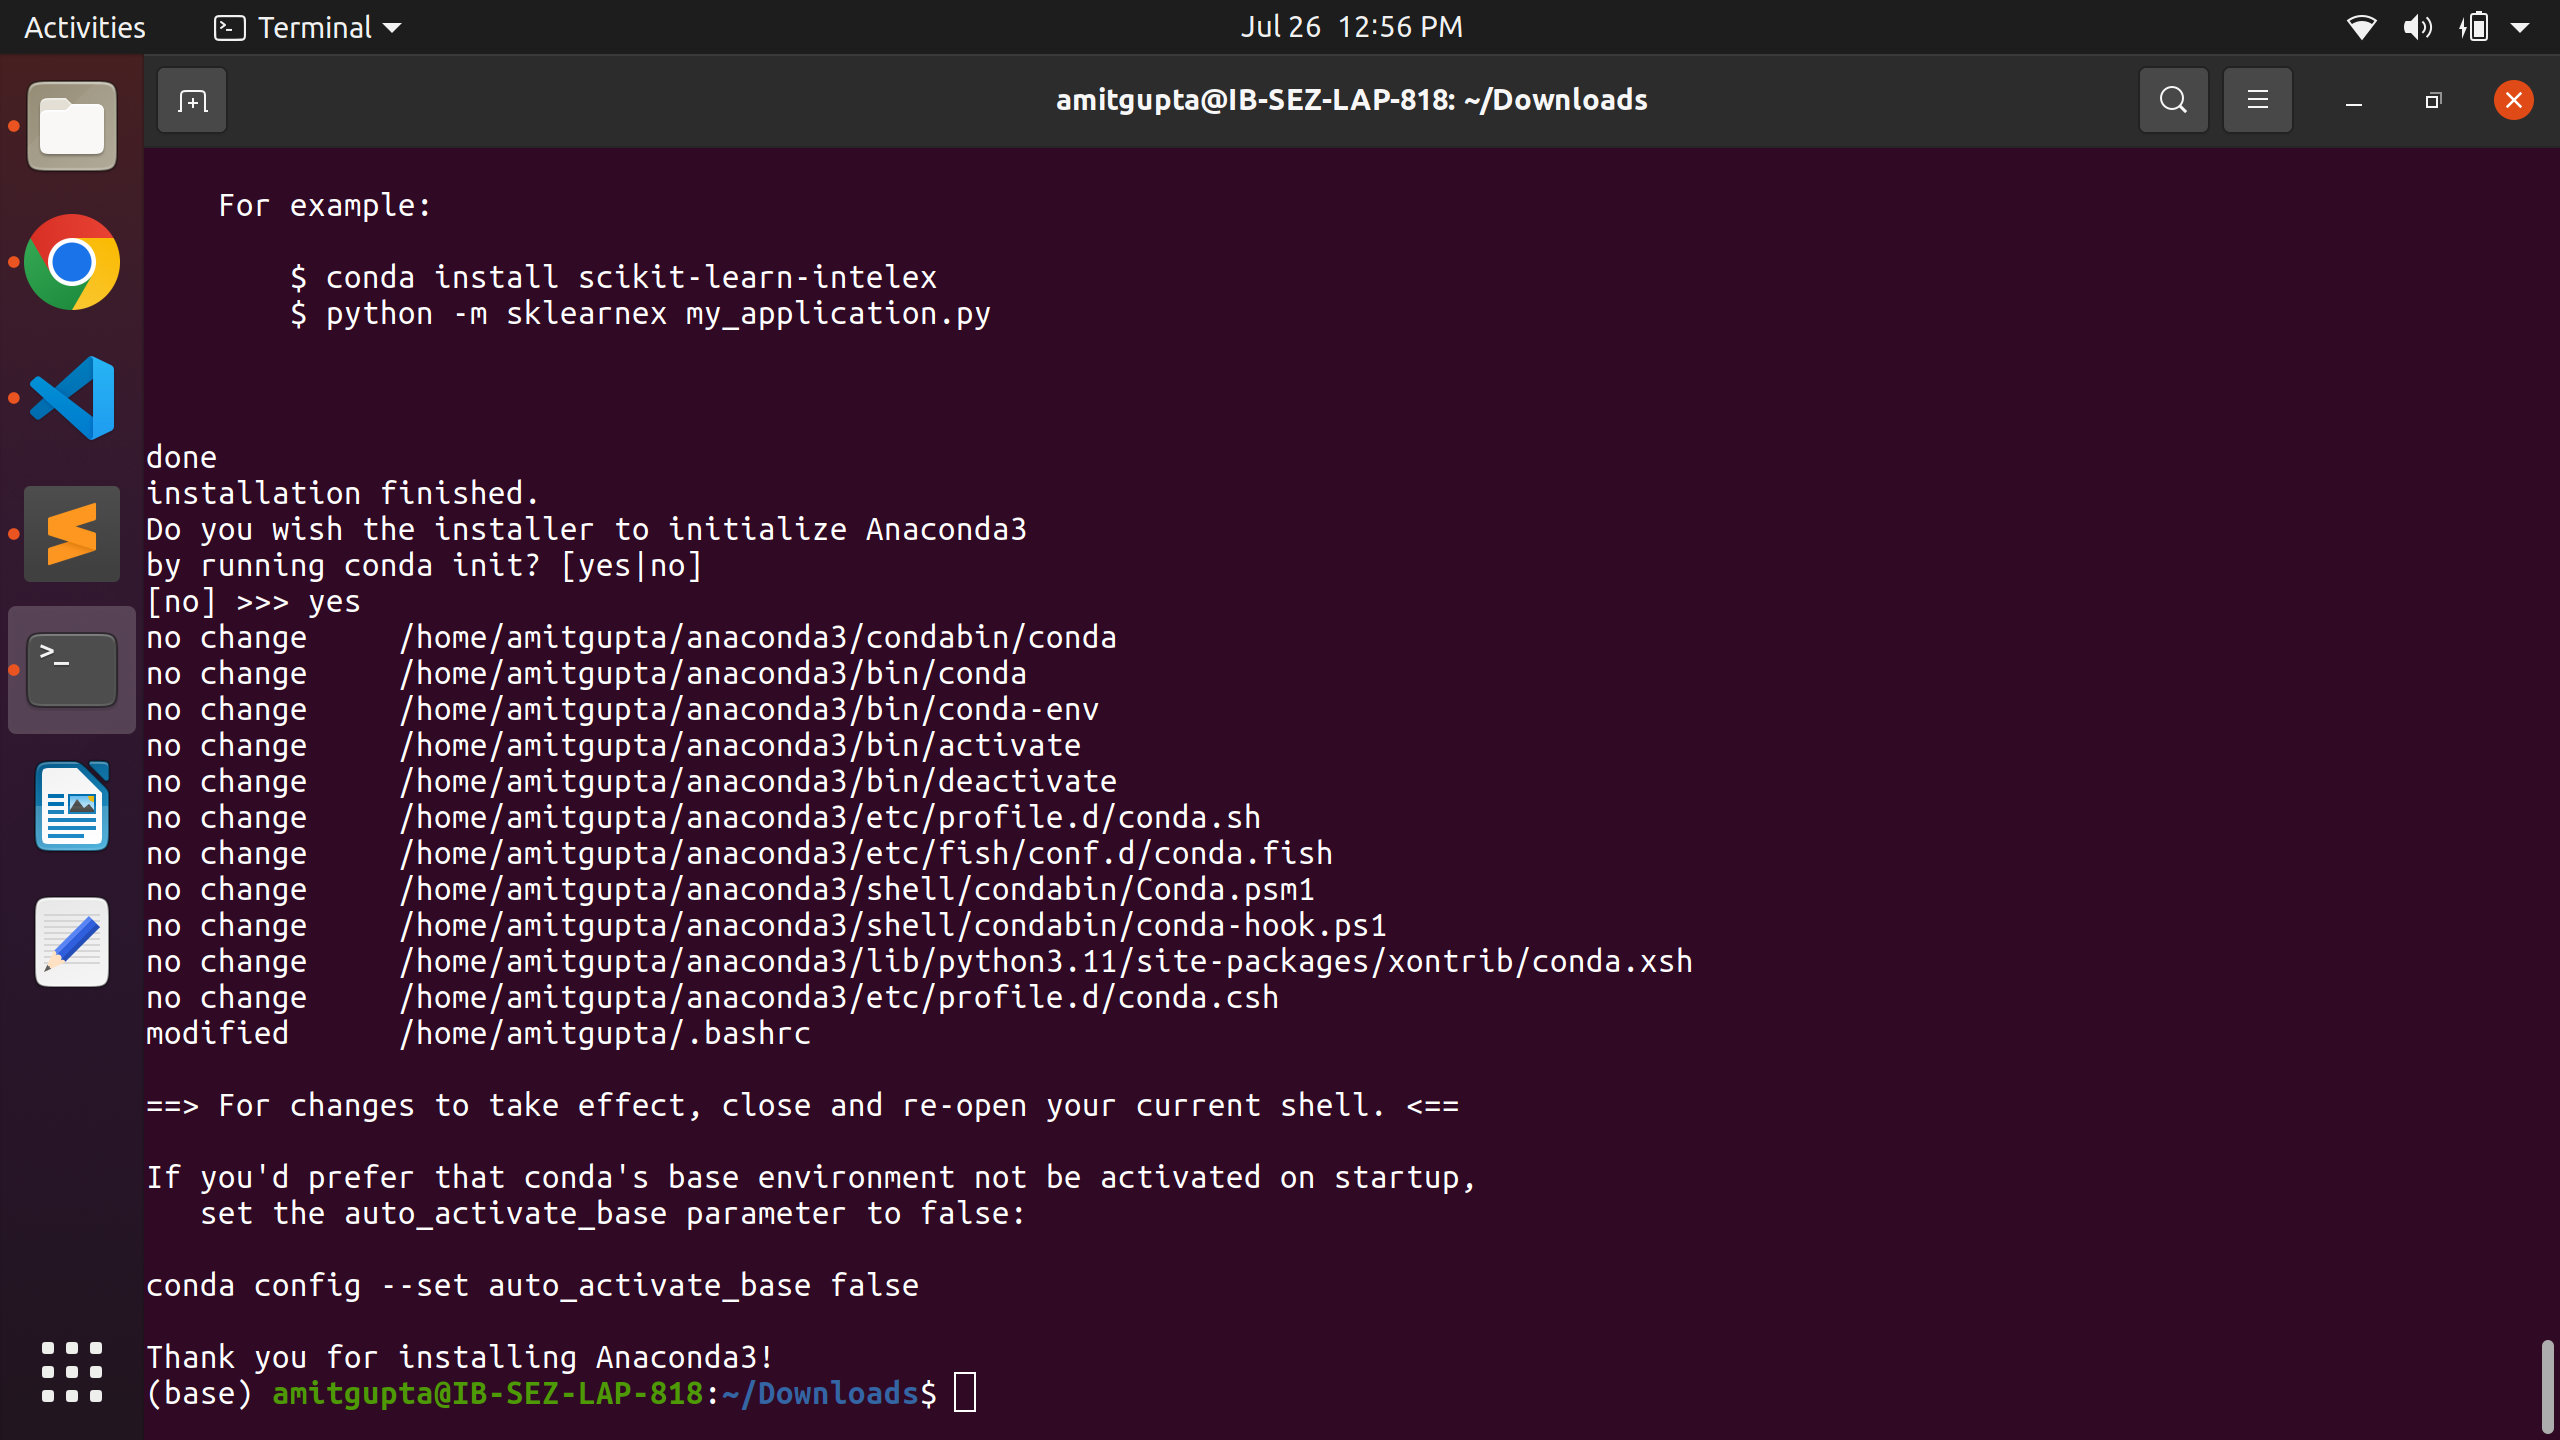 Activities Terminal Jul 26 12:56 PM
amitgupta@IB-SEZ-LAP-818: ~/Downloads
For example:
$ conda install scikit-learn-intelex
$ python -m sklearnex my_application.py
done
installation finished.
Do you wish the installer to initialize Anaconda3
by running conda init? [yes|no]
[no] >>> yes
no change     /home/amitgupta/anaconda3/condabin/conda
no change     /home/amitgupta/anaconda3/bin/conda
no change     /home/amitgupta/anaconda3/bin/conda-env
no change     /home/amitgupta/anaconda3/bin/activate
no change     /home/amitgupta/anaconda3/bin/deactivate
no change     /home/amitgupta/anaconda3/etc/profile.d/conda.sh
no change     /home/amitgupta/anaconda3/etc/fish/conf.d/conda.fish
no change     /home/amitgupta/anaconda3/shell/condabin/Conda.psm1
no change     /home/amitgupta/anaconda3/shell/condabin/conda-hook.ps1
no change     /home/amitgupta/anaconda3/lib/python3.11/site-packages/xontrib/conda.xsh
no change     /home/amitgupta/anaconda3/etc/profile.d/conda.csh
modified      /home/amitgupta/.bashrc
==> For changes to take effect, close and re-open your current shell. <==
If you'd prefer that conda's base environment not be activated on startup,
set the auto_activate_base parameter to false:
conda config --set auto_activate_base false
Thank you for installing Anaconda3!
(base) amitgupta@IB-SEZ-LAP-818:~/Downloads$